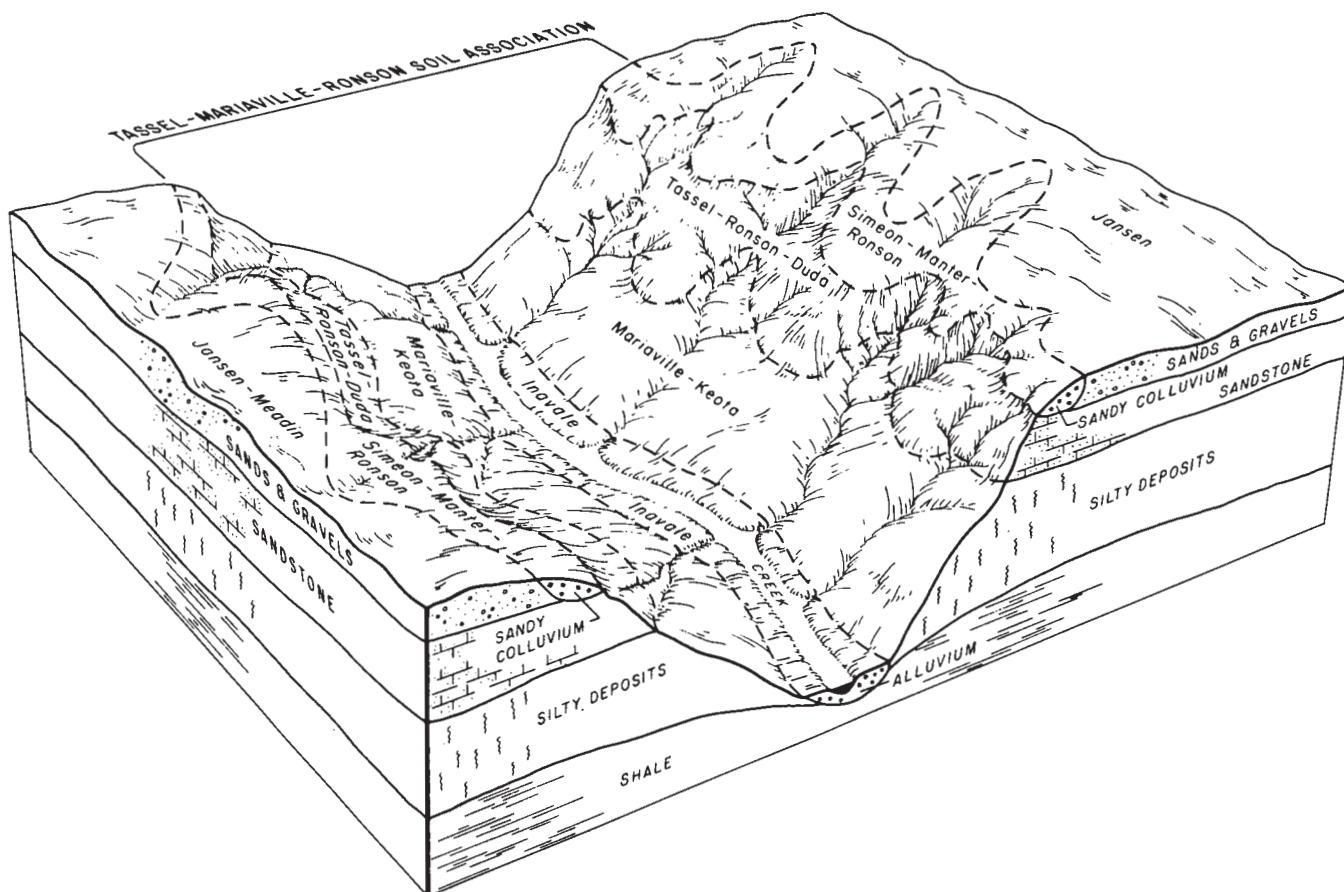 TASSEL-MARIAVILLE-RONSON SOIL ASSOCIATION
Jansen
Simeon-Manter
Ronson
Tassel-Ronson-Duda
Mariaville-Keota
Inavale
Mariaville
Keota
Tassel-Duda
Ronson
Jansen-Meadin
Simeon-Manter
Ronson
Inavale
CREEK
SANDS & GRAVELS
SANDY COLLUVIUM
SANDSTONE
SILTY DEPOSITS
ALLUVIUM
SANDS & GRAVELS
SANDSTONE
SANDY
COLLUVIUM
SILTY DEPOSITS
SHALE